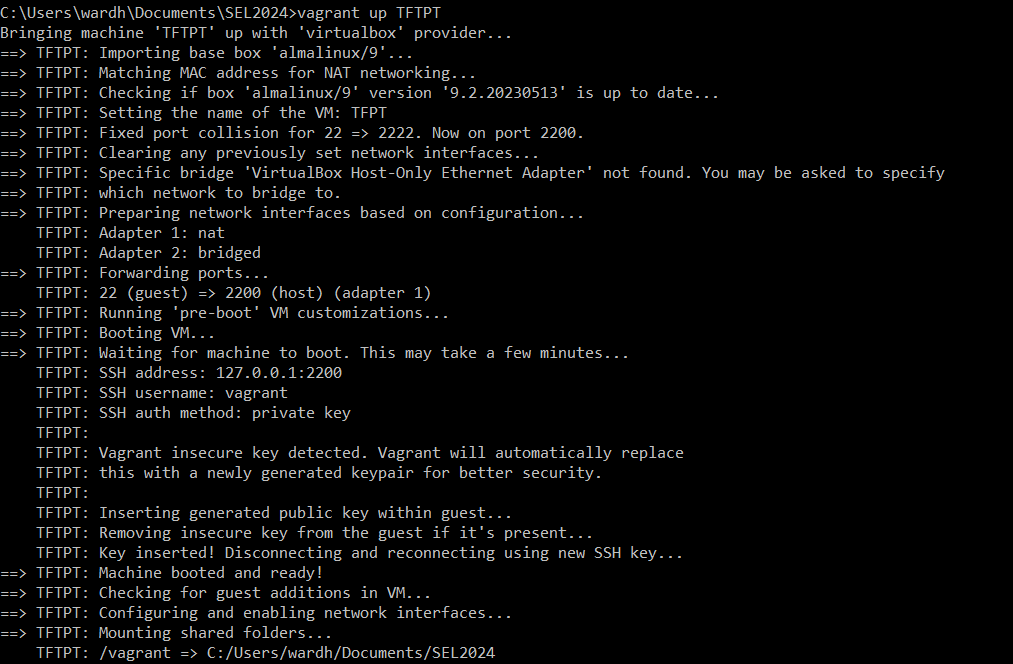 C:\Users\wardh\Documents\SEL2024>vagrant up TFTPT
Bringing machine 'TFTPT' up with 'virtualbox' provider...
==> TFTPT: Importing base box 'almalinux/9'...
==> TFTPT: Matching MAC address for NAT networking...
==> TFTPT: Checking if box 'almalinux/9' version '9.2.20230513' is up to date...
==> TFTPT: Setting the name of the VM: TFPT
==> TFTPT: Fixed port collision for 22 => 2222. Now on port 2200.
==> TFTPT: Clearing any previously set network interfaces...
==> TFTPT: Specific bridge 'VirtualBox Host-Only Ethernet Adapter' not found. You may be asked to specify
==> TFTPT: which network to bridge to.
==> TFTPT: Preparing network interfaces based on configuration...
    TFTPT: Adapter 1: nat
    TFTPT: Adapter 2: bridged
==> TFTPT: Forwarding ports...
    TFTPT: 22 (guest) => 2200 (host) (adapter 1)
==> TFTPT: Running 'pre-boot' VM customizations...
==> TFTPT: Booting VM...
==> TFTPT: Waiting for machine to boot. This may take a few minutes...
    TFTPT: SSH address: 127.0.0.1:2200
    TFTPT: SSH username: vagrant
    TFTPT: SSH auth method: private key
    TFTPT:
    TFTPT: Vagrant insecure key detected. Vagrant will automatically replace
    TFTPT: this with a newly generated keypair for better security.
    TFTPT:
    TFTPT: Inserting generated public key within guest...
    TFTPT: Removing insecure key from the guest if it's present...
    TFTPT: Key inserted! Disconnecting and reconnecting using new SSH key...
==> TFTPT: Machine booted and ready!
==> TFTPT: Checking for guest additions in VM...
==> TFTPT: Configuring and enabling network interfaces...
==> TFTPT: Mounting shared folders...
    TFTPT: /vagrant => C:/Users/wardh/Documents/SEL2024